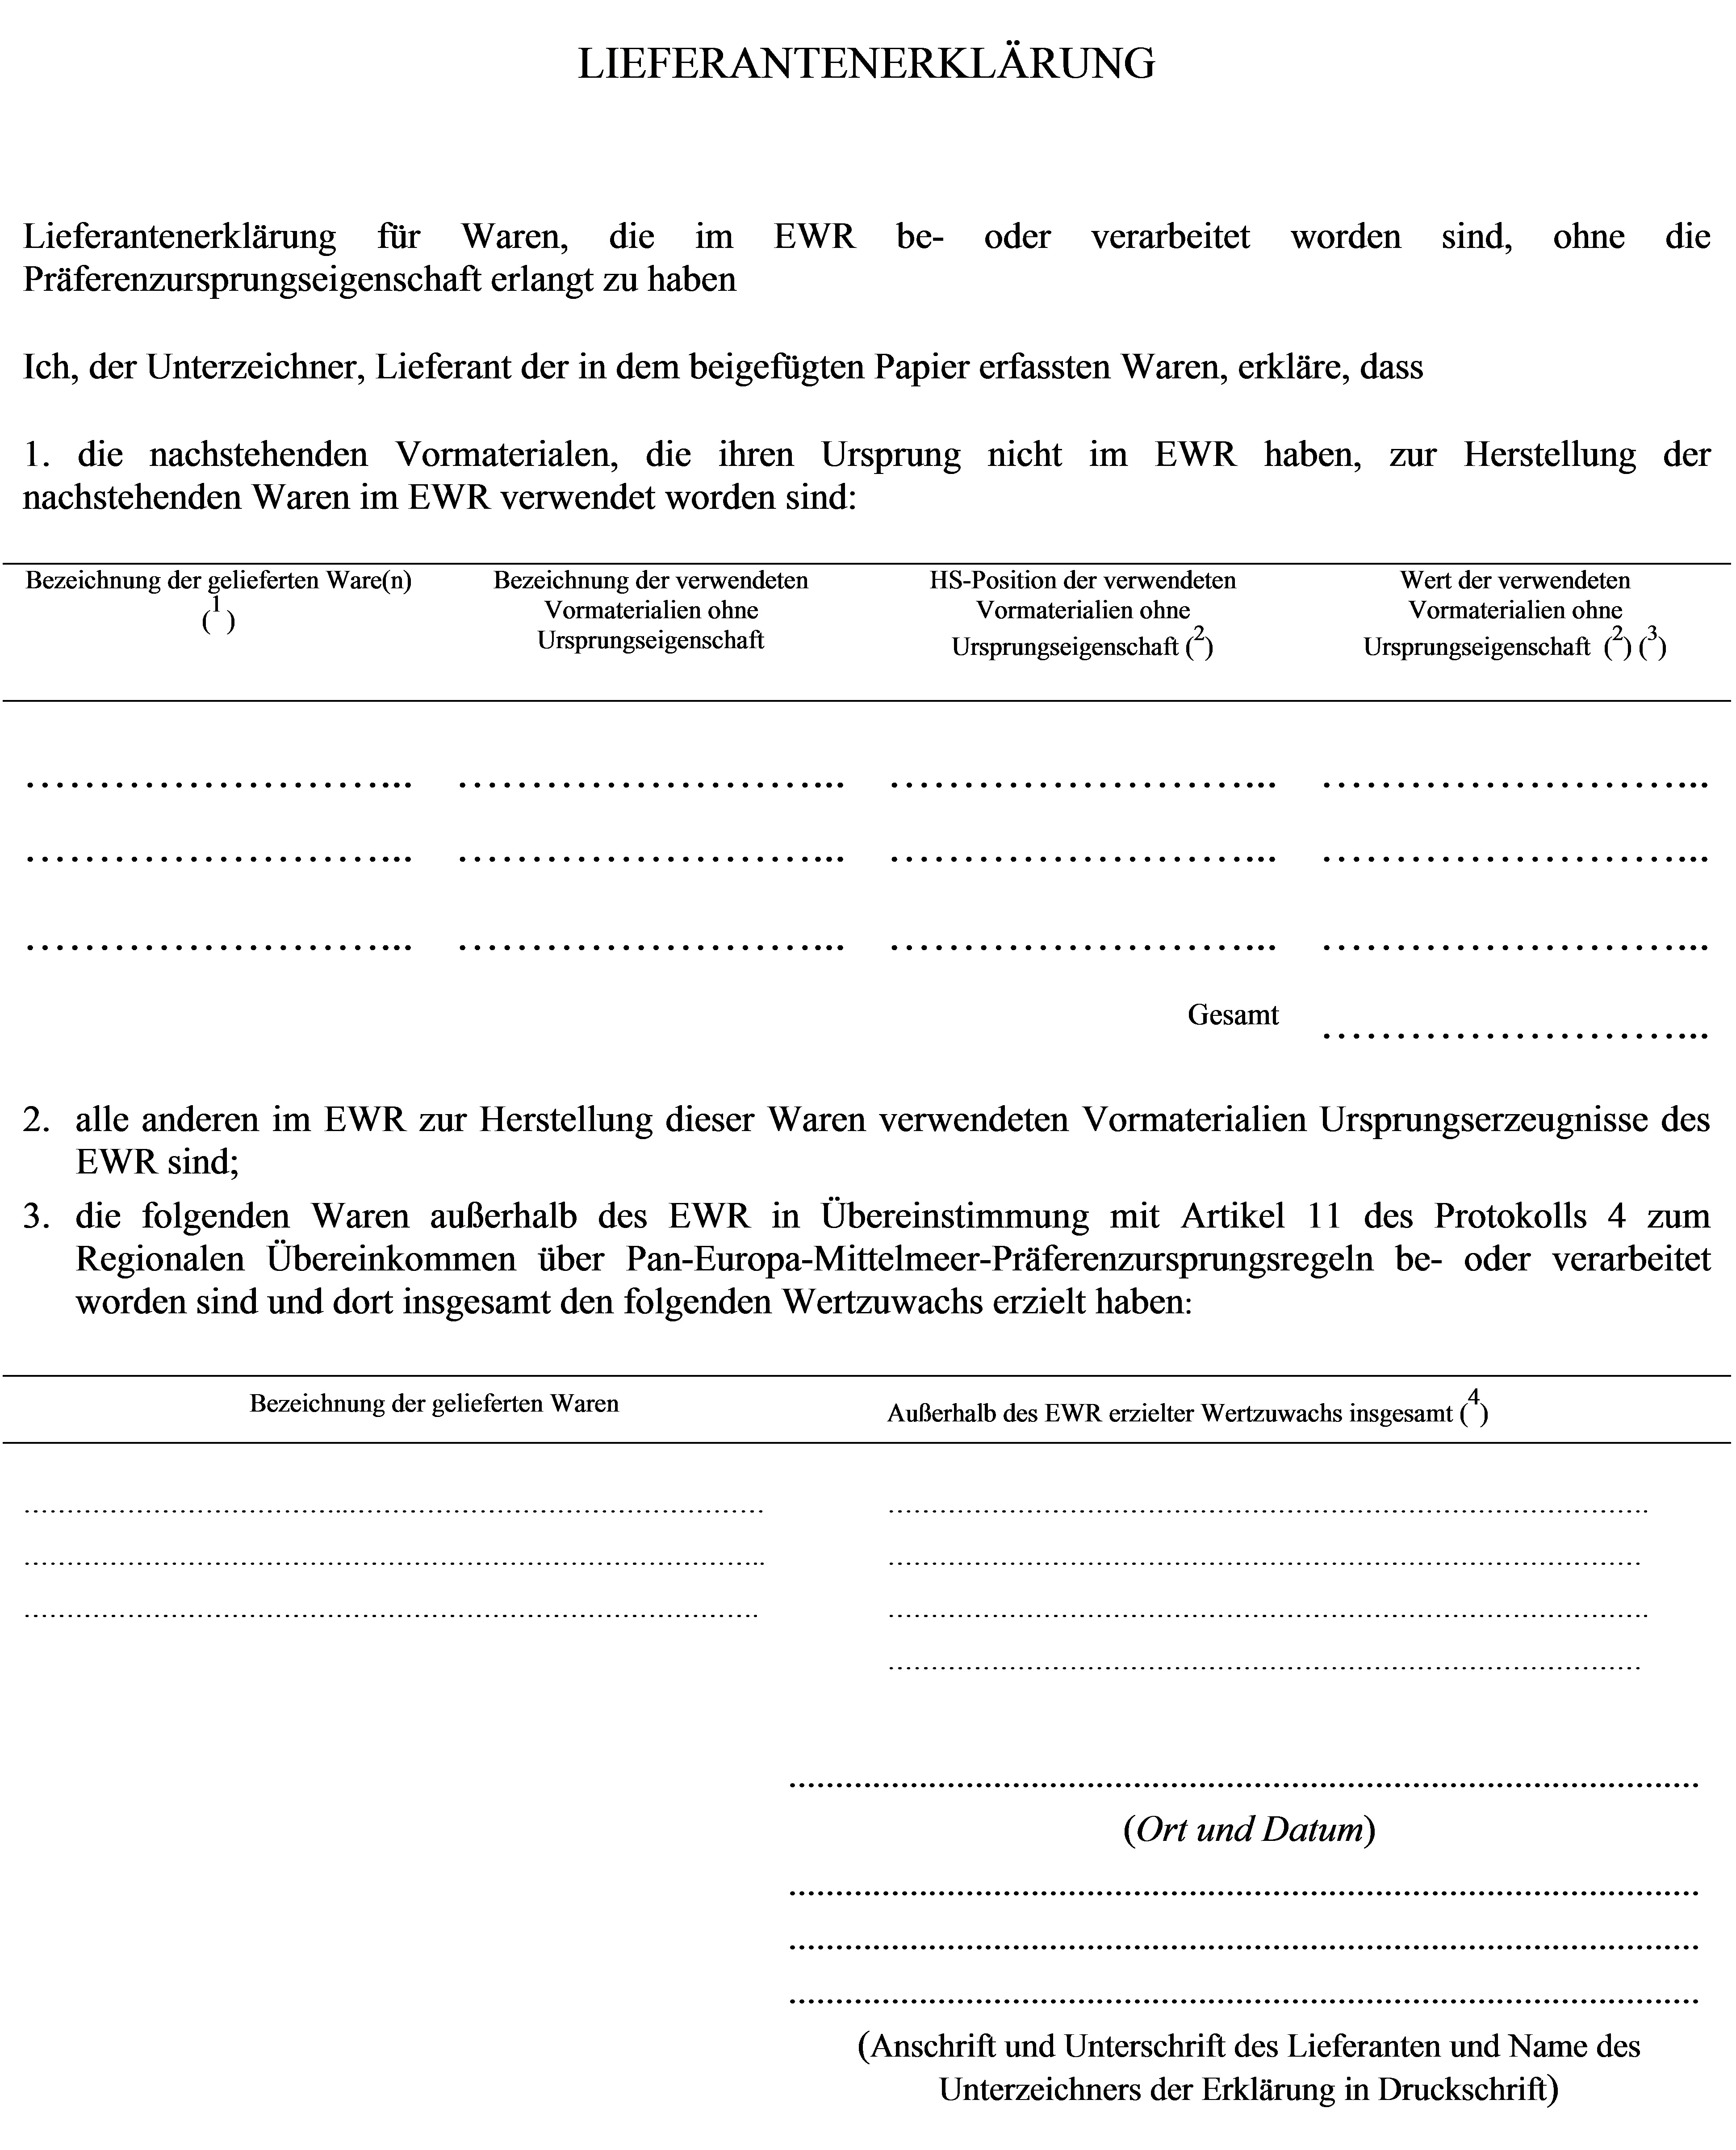 LIEFERANTENERKLÄRUNG
Lieferantenerklärung für Waren, die im EWR be- oder verarbeitet worden sind, ohne die
Präferenzursprungseigenschaft erlangt zu haben
Ich, der Unterzeichner, Lieferant der in dem beigefügten Papier erfassten Waren, erkläre, dass
1. die nachstehenden Vormaterialen, die ihren Ursprung nicht im EWR haben, zur Herstellung der
nachstehenden Waren im EWR verwendet worden sind:
Bezeichnung der gelieferten Ware(n)
(1)
Bezeichnung der verwendeten
Vormaterialien ohne
Ursprungseigenschaft
HS-Position der verwendeten
Vormaterialien ohne
Ursprungseigenschaft (2)
Wert der verwendeten
Vormaterialien ohne
Ursprungseigenschaft (2) (3)
Gesamt
2. alle anderen im EWR zur Herstellung dieser Waren verwendeten Vormaterialien Ursprungserzeugnisse des
EWR sind;
3. die folgenden Waren außerhalb des EWR in Übereinstimmung mit Artikel 11 des Protokolls 4 zum
Regionalen Übereinkommen über Pan-Europa-Mittelmeer-Präferenzursprungsregeln be- oder verarbeitet
worden sind und dort insgesamt den folgenden Wertzuwachs erzielt haben:
Bezeichnung der gelieferten Waren
Außerhalb des EWR erzielter Wertzuwachs insgesamt (4)
(Ort und Datum)
(Anschrift und Unterschrift des Lieferanten und Name des
Unterzeichners der Erklärung in Druckschrift)